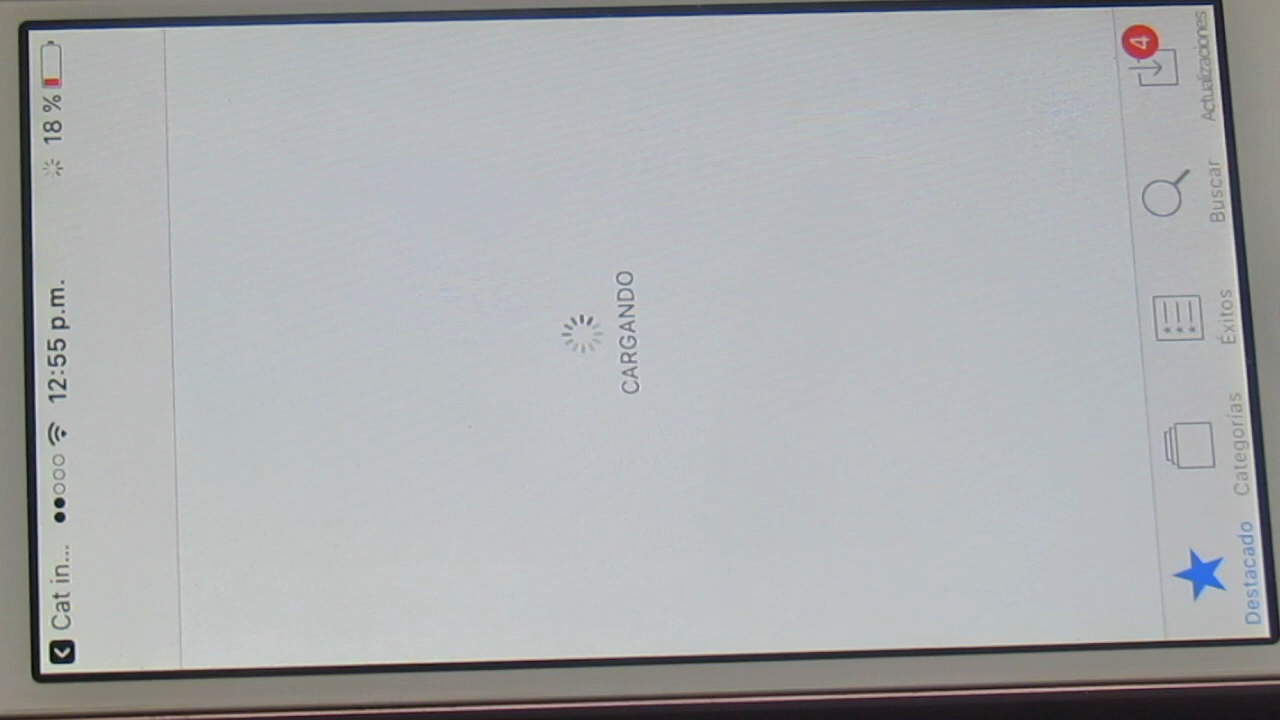 Cat in... 12:55 p.m. 18 %
CARGANDO
4
Destacado Categorías Éxitos Buscar Actualizaciones